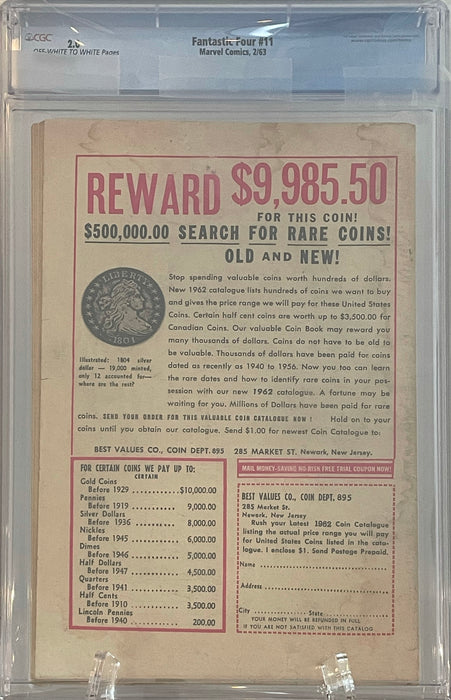 CGC
2.0
OFF-WHITE TO WHITE Pages
Fantastic Four #11
Marvel Comics, 2/63
REWARD $9,985.50
FOR THIS COIN!
$500,000.00 SEARCH FOR RARE COINS!
OLD AND NEW!
LIBERTY
1804
Illustrated: 1804 silver
dollar — 19,000 minted,
only 12 accounted for—
where are the rest?
Stop spending valuable coins worth hundreds of dollars.
New 1962 catalogue lists hundreds of coins we want to buy
and gives the price range we will pay for these United States
Coins. Certain half cent coins are worth up to $3,500.00 for
Canadian Coins. Our valuable Coin Book may reward you
many thousands of dollars. Coins do not have to be old to
be valuable. Thousands of dollars have been paid for coins
dated as recently as 1940 to 1956. Now you too can learn
the rare dates and how to identify rare coins in your pos-
session with our new 1962 catalogue. A fortune may be
waiting for you. Millions of Dollars have been paid for rare
coins. SEND YOUR ORDER FOR THIS VALUABLE COIN CATALOGUE NOW! Hold on to your
coins until you obtain our catalogue. Send $1.00 for newest Coin Catalogue to:
BEST VALUES CO., COIN DEPT. 895 285 MARKET ST. Newark, New Jersey.
FOR CERTAIN COINS WE PAY UP TO:
CERTAIN
Gold Coins
Before 1929 ............$10,000.00
Pennies
Before 1919 ............ 9,000.00
Silver Dollars
Before 1936 ............ 8,000.00
Nickles
Before 1945 ............ 6,000.00
Dimes
Before 1946 ............ 5,000.00
Half Dollars
Before 1947 ............ 4,500.00
Quarters
Before 1941 ............ 3,500.00
Half Cents
Before 1910 ............ 3,500.00
Lincoln Pennies
Before 1940 ............ 200.00
MAIL MONEY-SAVING NO-RISK FREE TRIAL COUPON NOW!
BEST VALUES CO., COIN DEPT. 895
285 Market St.
Newark, New Jersey
Rush your Latest 1962 Coin Catalogue
listing the actual price range you will pay
for United States Coins listed in the cata-
logue. I enclose $1. Send Postage Prepaid.
Name
Address
City State
YOUR MONEY WILL BE REFUNDED IN FULL
IF YOU ARE NOT SATISFIED WITH THIS CATALOG